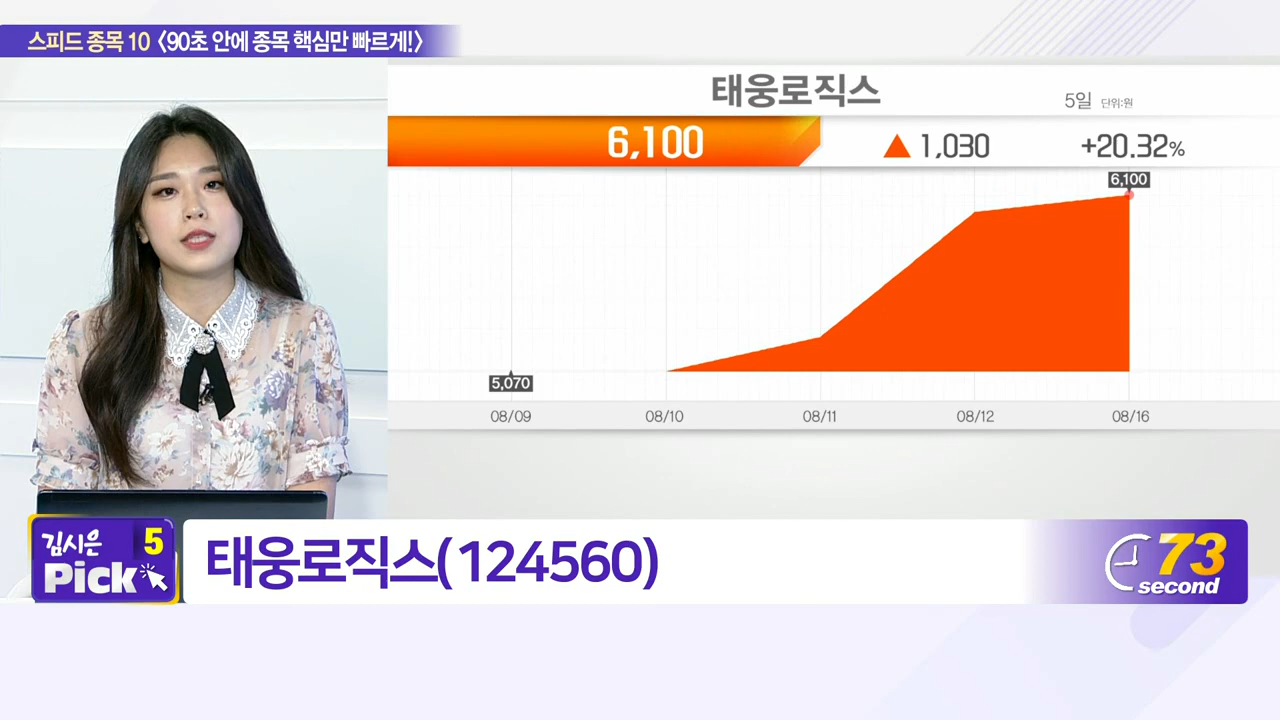 스피드 종목 10 〈90초 안에 종목 핵심만 빠르게!〉
태웅로직스
5일 단위:원
6,100
▲ 1,030
+20.32%
6,100
5,070
08/09
08/10
08/11
08/12
08/16
김시은
Pick
5
태웅로직스(124560)
73
second